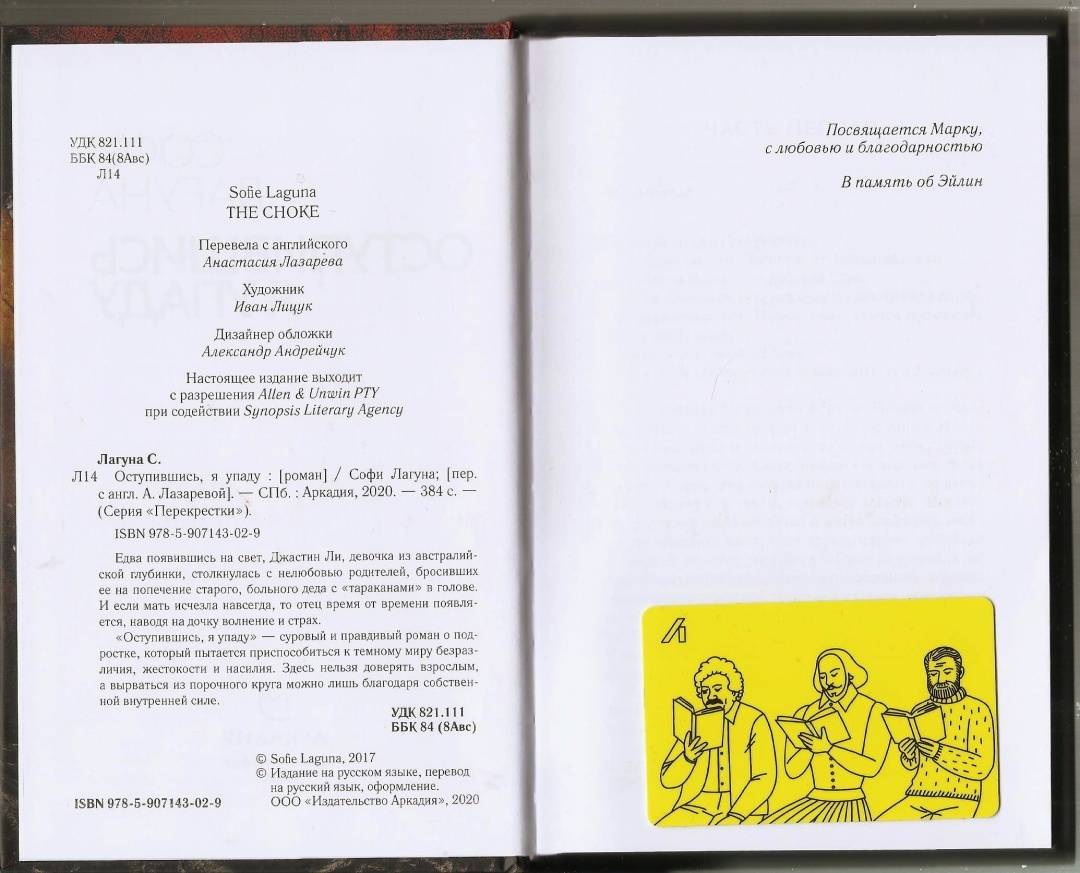 УДК 821.111
ББК 84(8Авс)
Л14
Sofie Laguna
THE CHOKE
Перевела с английского
Анастасия Лазарева
Художник
Иван Лицук
Дизайнер обложки
Александр Андрейчук
Настоящее издание выходит
с разрешения Allen & Unwin PTY
при содействии Synopsis Literary Agency
Лагуна С.
Л14 Оступившись, я упаду : [роман] / Софи Лагуна; [пер.
с англ. А. Лазаревой]. — СПб. : Аркадия, 2020. — 384 с. —
(Серия «Перекрестки»).
ISBN 978-5-907143-02-9
Едва появившись на свет, Джастин Ли, девочка из австралий-
ской глубинки, столкнулась с нелюбовью родителей, бросивших
ее на попечение старого, больного деда с «тараканами» в голове.
И если мать исчезла навсегда, то отец время от времени появля-
ется, наводя на дочку волнение и страх.
«Оступившись, я упаду» — суровый и правдивый роман о под-
ростке, который пытается приспособиться к темному миру безраз-
личия, жестокости и насилия. Здесь нельзя доверять взрослым,
а вырваться из порочного круга можно лишь благодаря собствен-
ной внутренней силе.
УДК 821.111
ББК 84 (8Авс)
© Sofie Laguna, 2017
© Издание на русском языке, перевод
на русский язык, оформление.
ООО «Издательство Аркадия», 2020
ISBN 978-5-907143-02-9
Посвящается Марку,
с любовью и благодарностью
В память об Эйлин